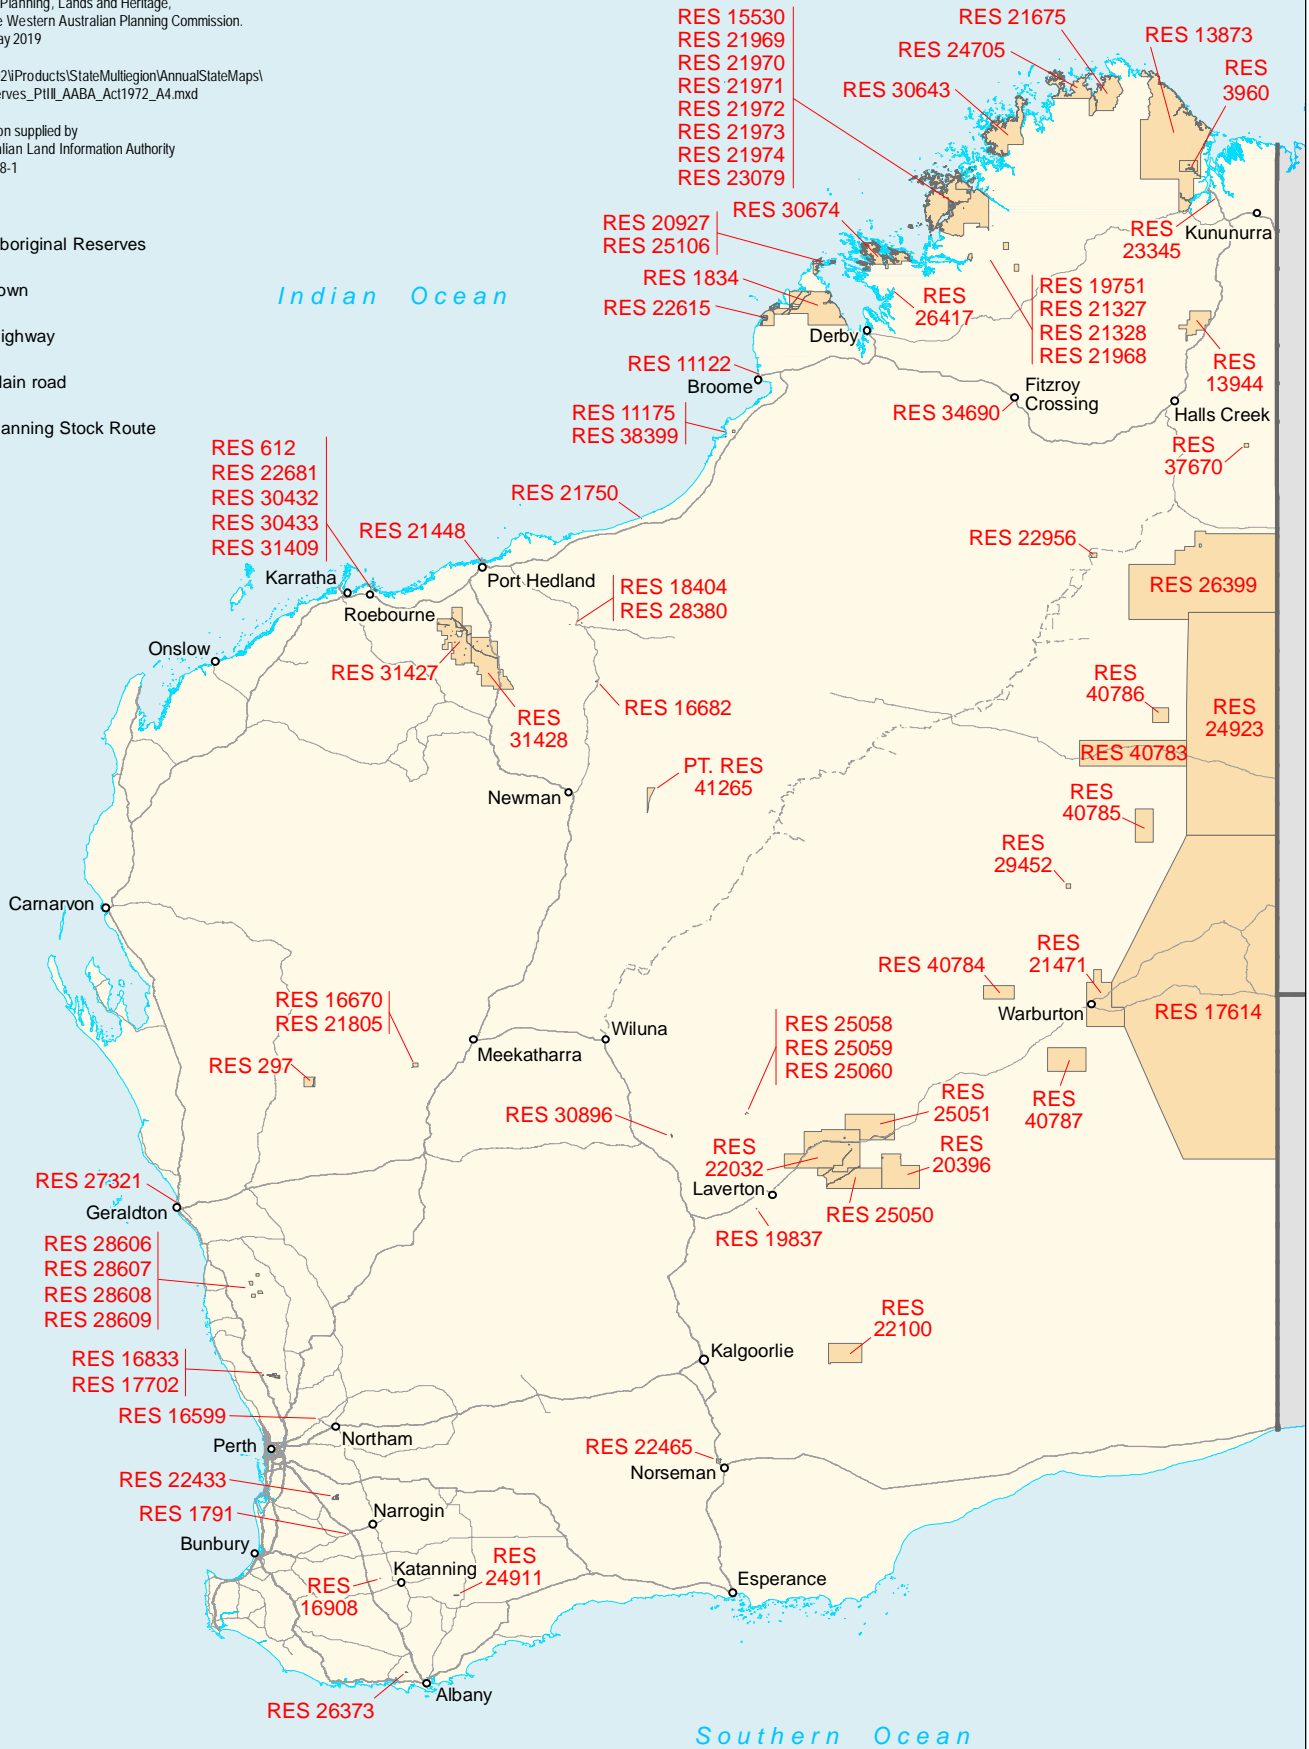 Planning, Lands and Heritage,
e Western Australian Planning Commission.
ay 2019
2\iProducts\StateMultiegion\AnnualStateMaps\
erves_PtIII_AABA_Act1972_A4.mxd
on supplied by
alian Land Information Authority
8-1
boriginal Reserves
own
ighway
ain road
anning Stock Route
Indian Ocean
RES 15530
RES 21969
RES 21970
RES 21971
RES 21972
RES 21973
RES 21974
RES 23079
RES 21675
RES 24705
RES 30643
RES 13873
RES
3960
RES 20927
RES 25106
RES 30674
RES 1834
RES 22615
RES
23345
Kununurra
RES
26417
RES 19751
RES 21327
RES 21328
RES 21968
Derby
RES
13944
RES 11122
Broome
Fitzroy
Crossing
RES 34690
Halls Creek
RES 11175
RES 38399
RES
37670
RES 612
RES 22681
RES 30432
RES 30433
RES 31409
RES 21750
RES 21448
RES 22956
Karratha
Port Hedland
RES 18404
RES 28380
RES 26399
Roebourne
Onslow
RES 31427
RES
31428
RES 16682
RES
40786
RES
24923
RES 40783
PT. RES
41265
Newman
RES
40785
RES
29452
Carnarvon
RES
21471
RES 40784
Warburton
RES 17614
RES 16670
RES 21805
Wiluna
Meekatharra
RES 297
RES 25058
RES 25059
RES 25060
RES
40787
RES 30896
RES
25051
RES
22032
RES
20396
Laverton
RES 25050
RES 19837
RES 27321
Geraldton
RES 28606
RES 28607
RES 28608
RES 28609
RES
22100
Kalgoorlie
RES 16833
RES 17702
RES 16599
Northam
Perth
RES 22465
Norseman
RES 22433
RES 1791
Narrogin
Bunbury
Katanning
RES
24911
RES
16908
Esperance
RES 26373
Albany
Southern Ocean